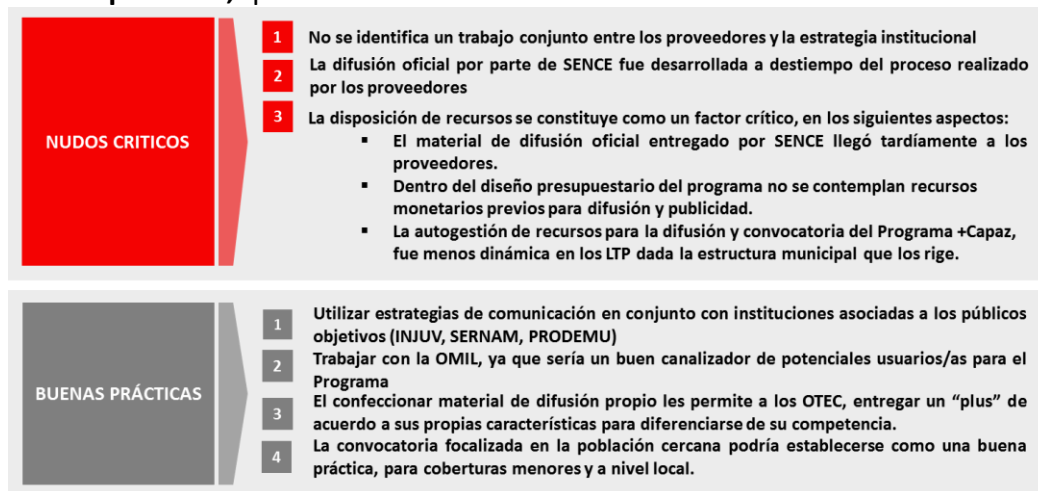 NUDOS CRITICOS
1 No se identifica un trabajo conjunto entre los proveedores y la estrategia institucional
2 La difusión oficial por parte de SENCE fue desarrollada a destiempo del proceso realizado
por los proveedores
3 La disposición de recursos se constituye como un factor crítico, en los siguientes aspectos:
▪ El material de difusión oficial entregado por SENCE llegó tardíamente a los
proveedores.
▪ Dentro del diseño presupuestario del programa no se contemplan recursos
monetarios previos para difusión y publicidad.
▪ La autogestión de recursos para la difusión y convocatoria del Programa +Capaz,
fue menos dinámica en los LTP dada la estructura municipal que los rige.
BUENAS PRÁCTICAS
1 Utilizar estrategias de comunicación en conjunto con instituciones asociadas a los públicos
objetivos (INJUV, SERNAM, PRODEMU)
2 Trabajar con la OMIL, ya que sería un buen canalizador de potenciales usuarios/as para el
Programa
3 El confeccionar material de difusión propio les permite a los OTEC, entregar un “plus” de
acuerdo a sus propias características para diferenciarse de su competencia.
4 La convocatoria focalizada en la población cercana podría establecerse como una buena
práctica, para coberturas menores y a nivel local.